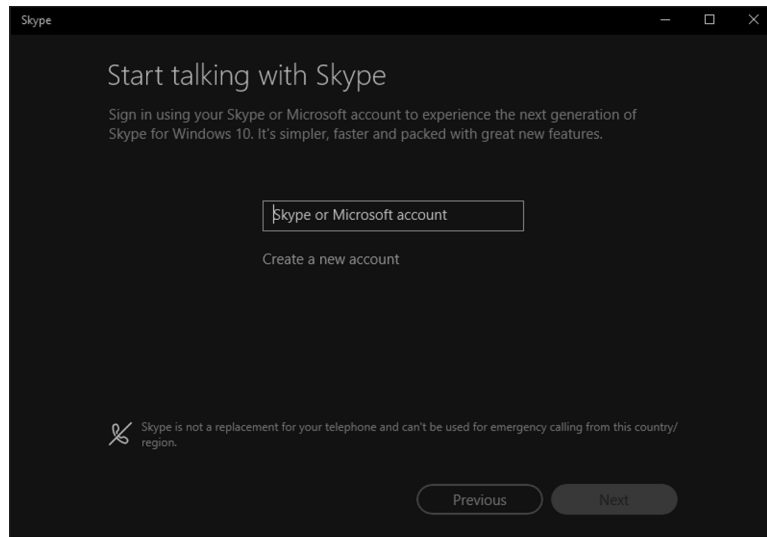 Skype
Start talking with Skype
Sign in using your Skype or Microsoft account to experience the next generation of
Skype for Windows 10. It's simpler, faster and packed with great new features.
Skype or Microsoft account
Create a new account
Skype is not a replacement for your telephone and can't be used for emergency calling from this country/
region.
Previous
Next